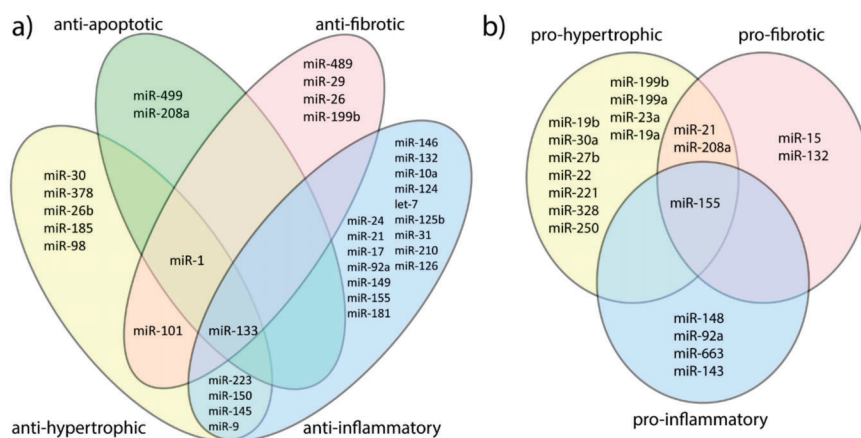 a)
anti-apoptotic
anti-fibrotic
miR-499
miR-208a
miR-489
miR-29
miR-26
miR-199b
miR-30
miR-378
miR-26b
miR-185
miR-98
miR-146
miR-132
miR-10a
miR-124
let-7
miR-125b
miR-31
miR-210
miR-126
miR-24
miR-21
miR-17
miR-92a
miR-149
miR-155
miR-181
miR-1
miR-101
miR-133
miR-223
miR-150
miR-145
miR-9
anti-hypertrophic
anti-inflammatory
b)
pro-hypertrophic
pro-fibrotic
miR-199b
miR-199a
miR-23a
miR-19a
miR-19b
miR-30a
miR-27b
miR-22
miR-221
miR-328
miR-250
miR-21
miR-208a
miR-15
miR-132
miR-155
miR-148
miR-92a
miR-663
miR-143
pro-inflammatory